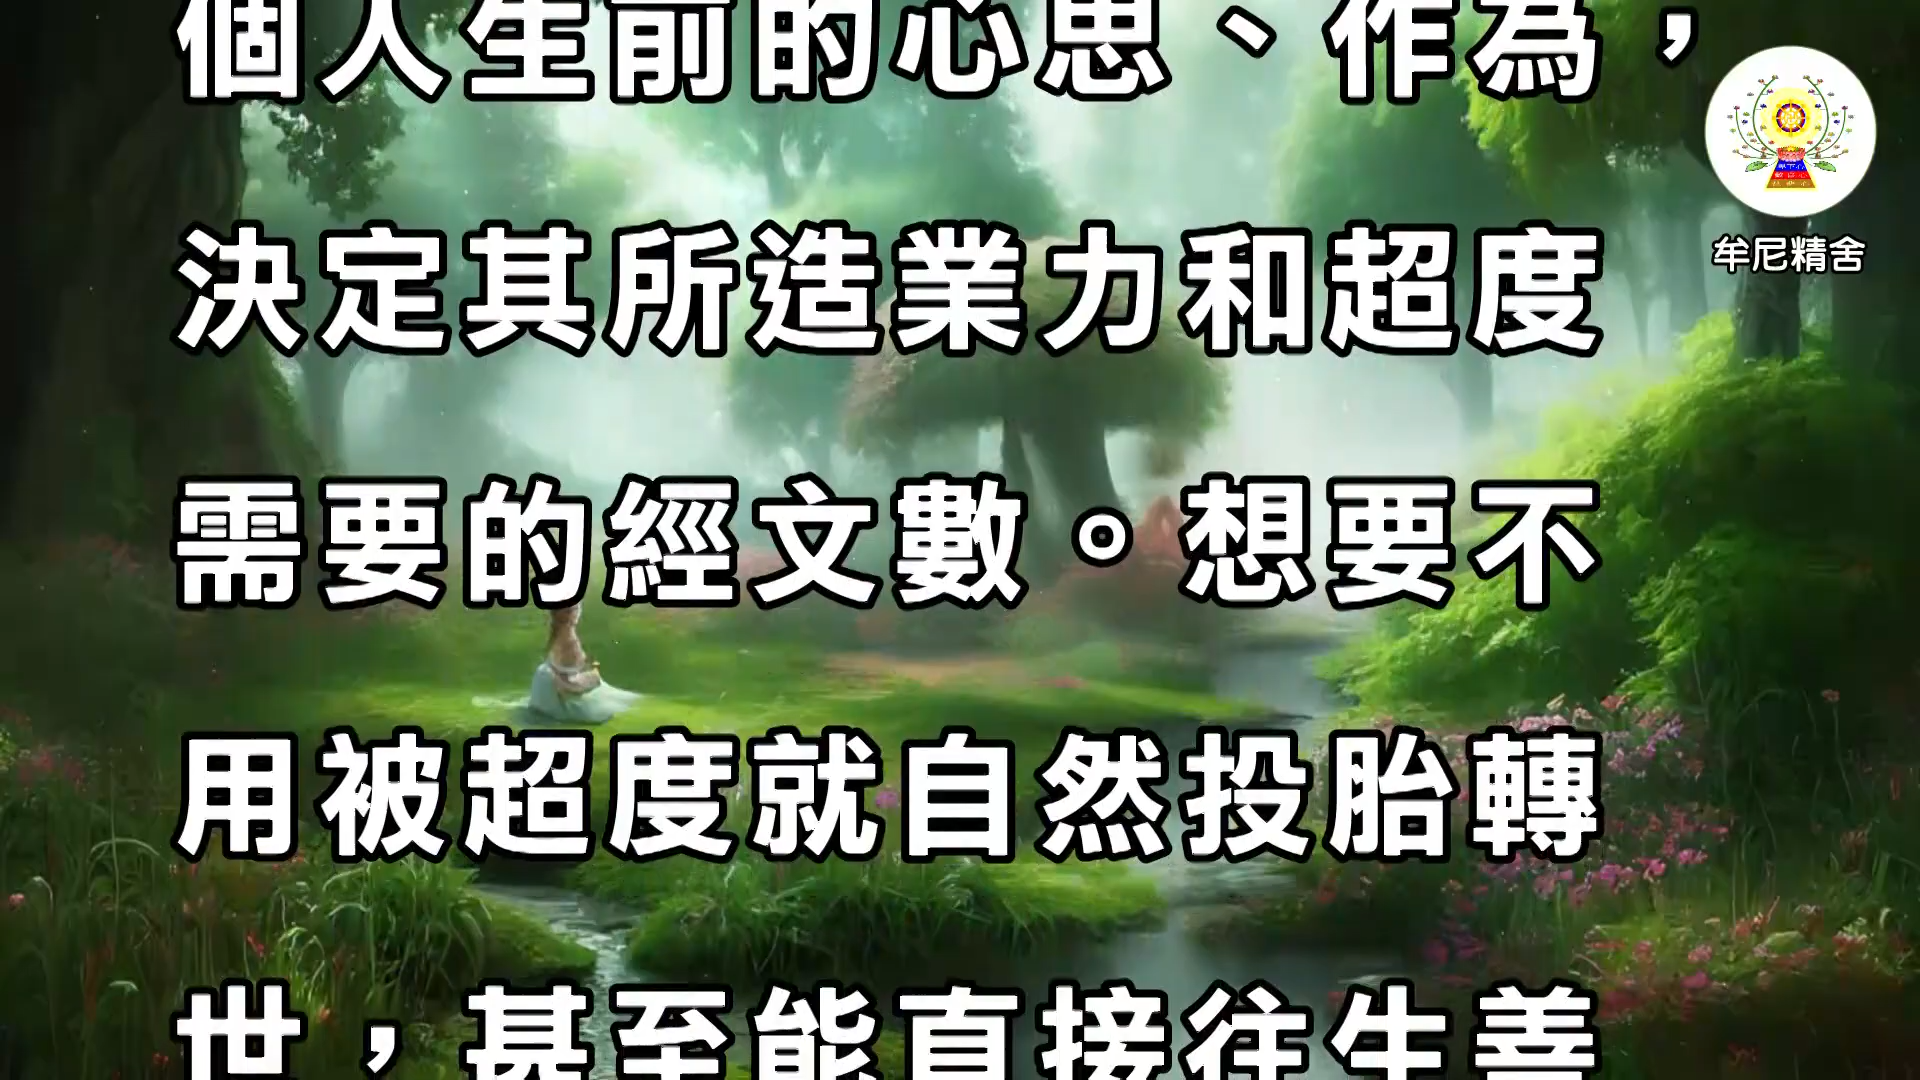 個人生前的心思、作為，
決定其所造業力和超度
需要的經文數。想要不
用被超度就自然投胎轉
世，甚至能直接往生善
牟尼精舍